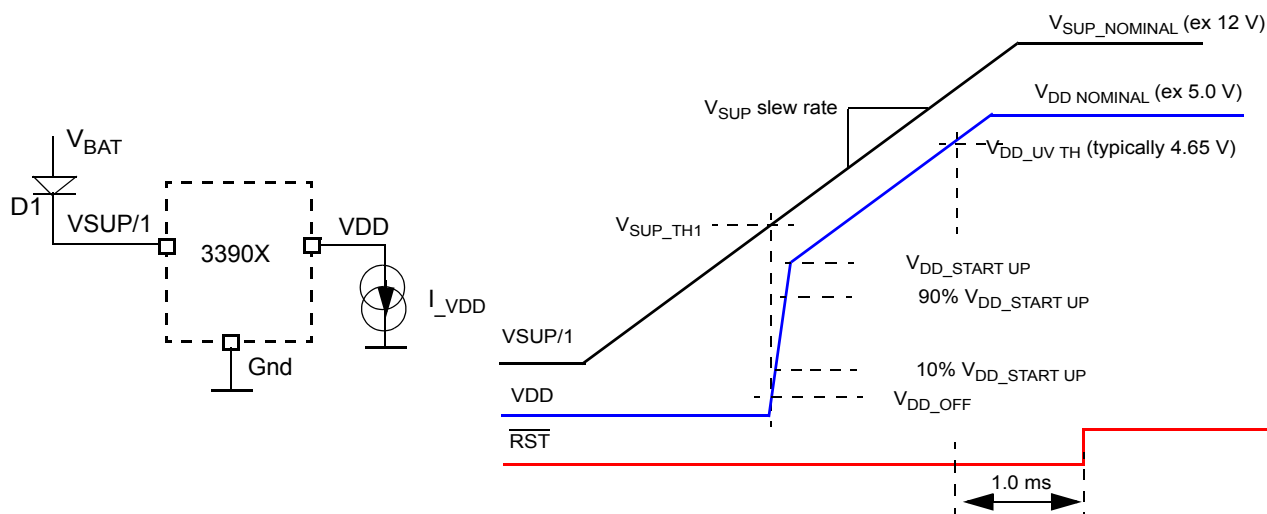 V_BAT
D1
VSUP/1
3390X
VDD
I_VDD
Gnd
V_SUP_NOMINAL (ex 12 V)
V_SUP slew rate
V_DD NOMINAL (ex 5.0 V)
V_DD_UV TH (typically 4.65 V)
V_SUP_TH1
V_DD_START UP
90% V_DD_START UP
VSUP/1
10% V_DD_START UP
VDD
V_DD_OFF
RST
1.0 ms